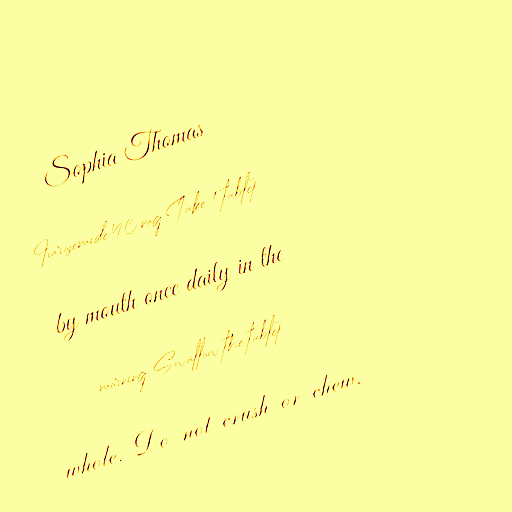 Sophia Thomas
Furosemide mg Take 1 tablet
by mouth once daily in the
morning Swallow the tablet
whole. Do not crush or chew.